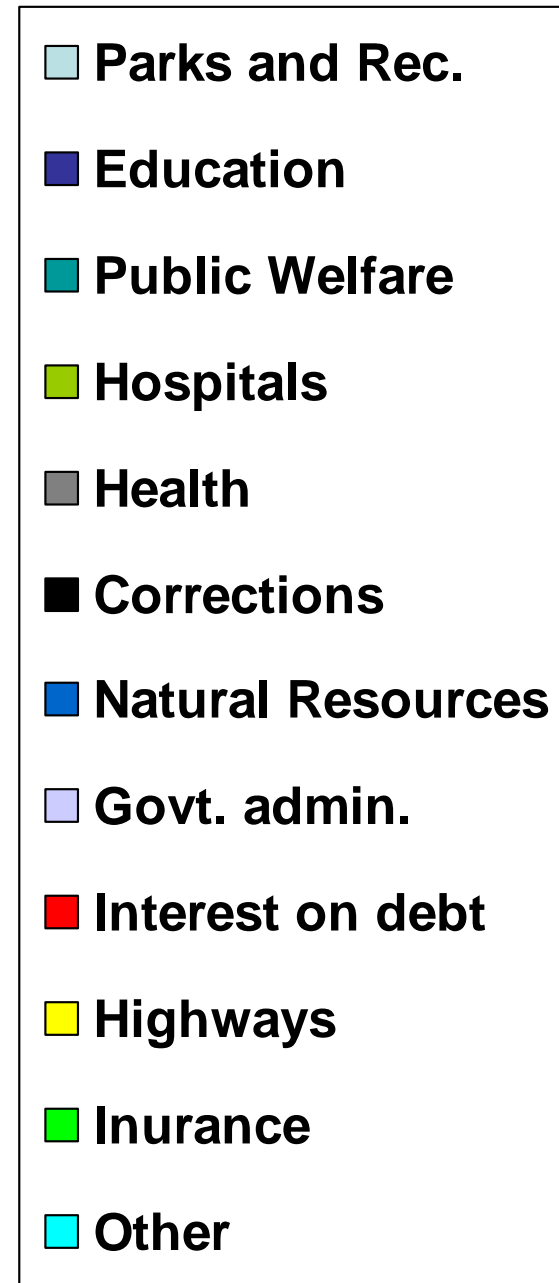 Parks and Rec.
Education
Public Welfare
Hospitals
Health
Corrections
Natural Resources
Govt. admin.
Interest on debt
Highways
Inurance
Other